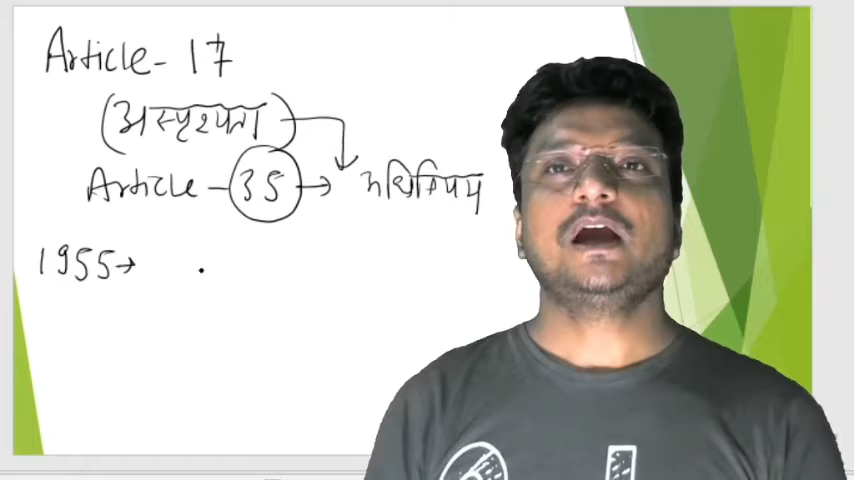 Article - 17
(अस्पृश्यता)
Article - 35 → अधिनियम
1955 →